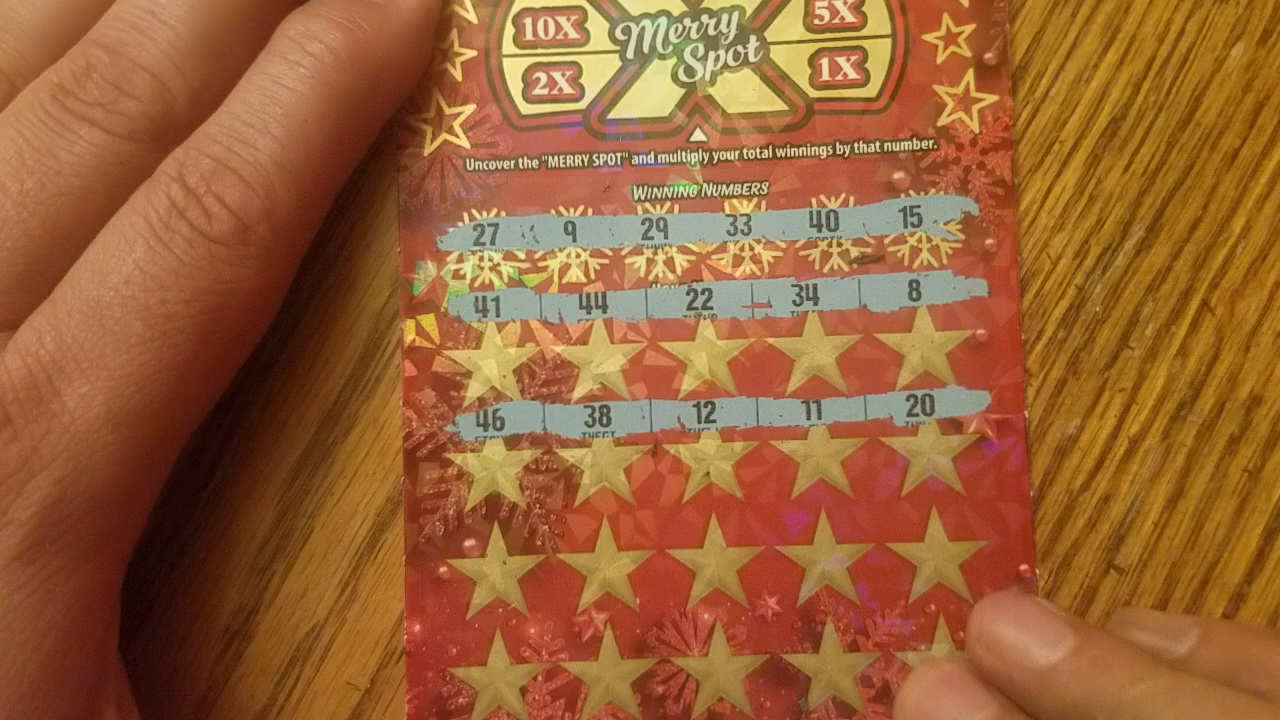 10X Merry 5X
2X Spot 1X
Uncover the "MERRY SPOT" and multiply your total winnings by that number.
WINNING NUMBERS
27 9 29 33 40 15
41 44 22 34 8
46 38 12 11 20